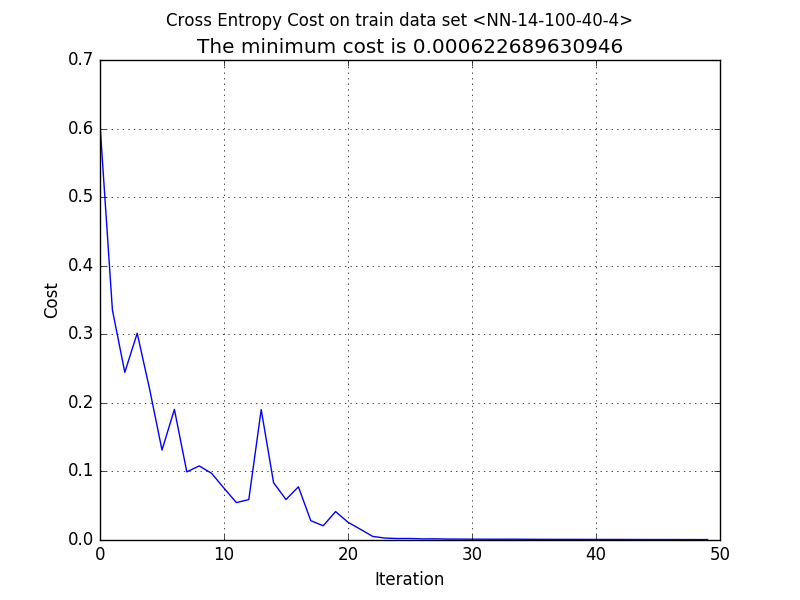 Cross Entropy Cost on train data set <NN-14-100-40-4>
The minimum cost is 0.000622689630946
0.7
0.6
0.5
0.4
0.3
0.2
0.1
0.0
Cost
0 10 20 30 40 50
Iteration